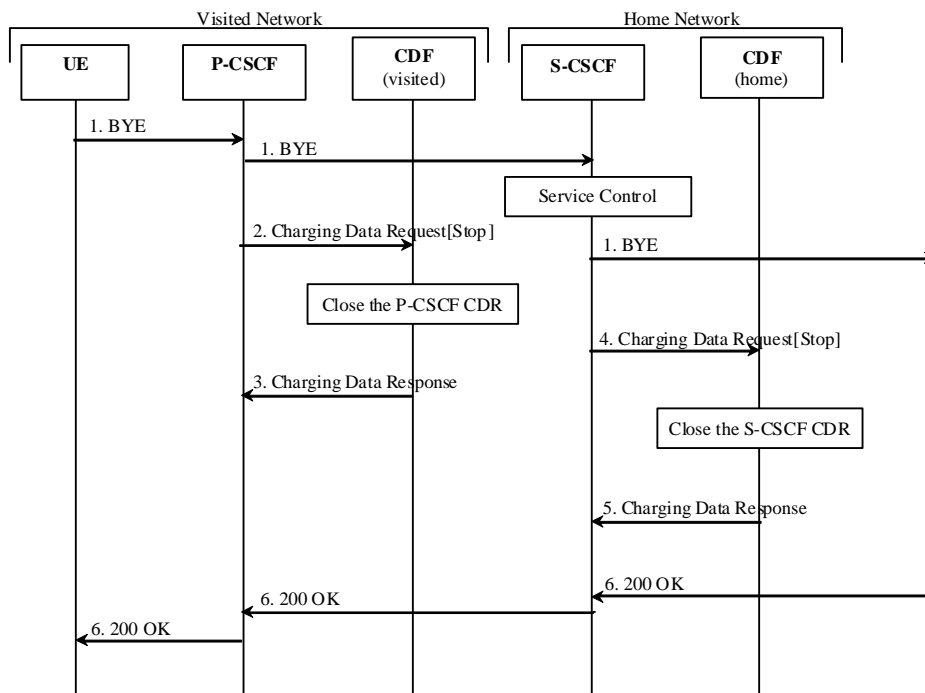 Visited Network
Home Network
UE
P-CSCF
CDF
(visited)
S-CSCF
CDF
(home)
1. BYE
1. BYE
Service Control
2. Charging Data Request[Stop]
1. BYE
Close the P-CSCF CDR
4. Charging Data Request[Stop]
3. Charging Data Response
Close the S-CSCF CDR
5. Charging Data Response
6. 200 OK
6. 200 OK
6. 200 OK